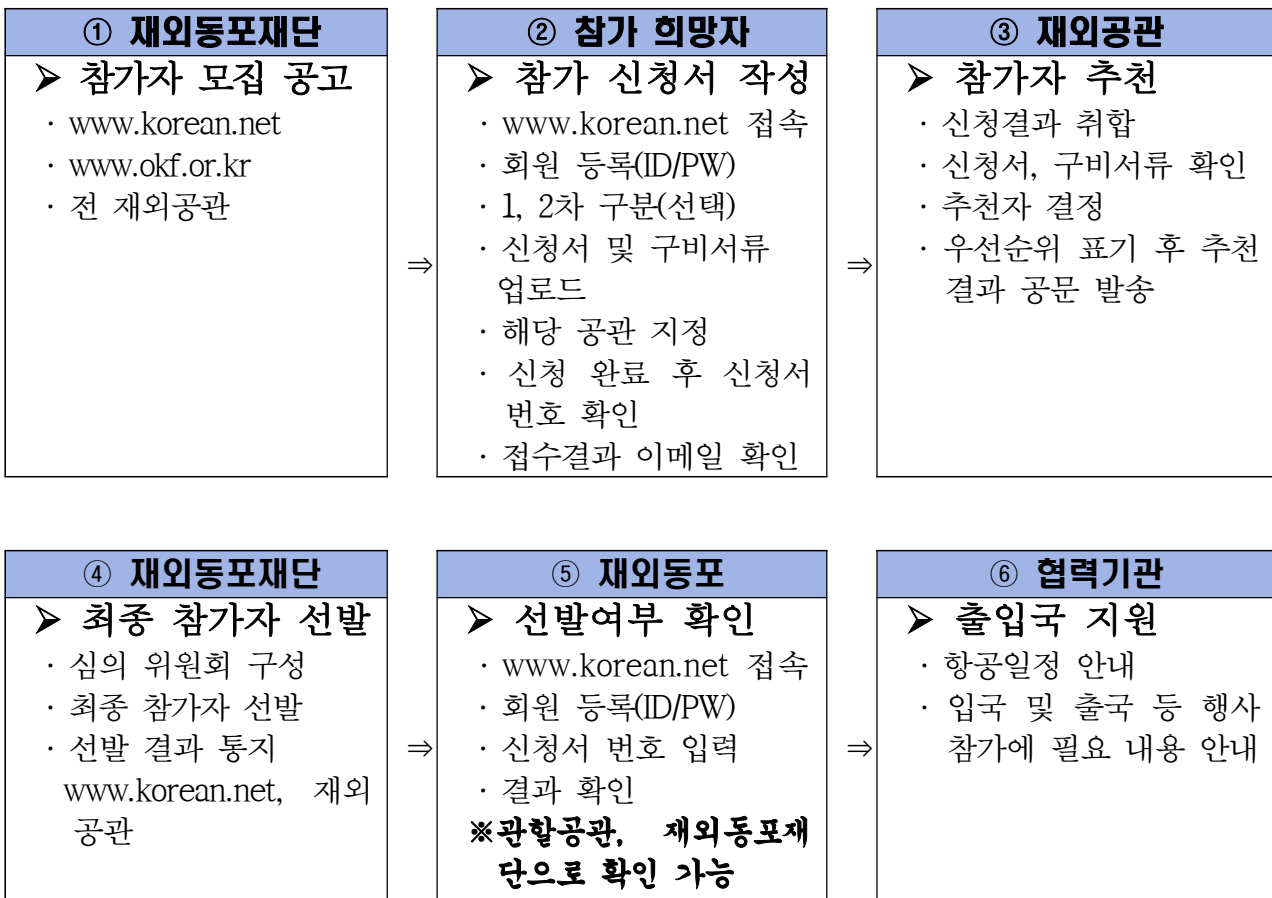 ① 재외동포재단
➢ 참가자 모집 공고
· www.korean.net
· www.okf.or.kr
· 전 재외공관
⇒
② 참가 희망자
➢ 참가 신청서 작성
· www.korean.net 접속
· 회원 등록(ID/PW)
· 1, 2차 구분(선택)
· 신청서 및 구비서류
업로드
· 해당 공관 지정
· 신청 완료 후 신청서
번호 확인
· 접수결과 이메일 확인
⇒
③ 재외공관
➢ 참가자 추천
· 신청결과 취합
· 신청서, 구비서류 확인
· 추천자 결정
· 우선순위 표기 후 추천
결과 공문 발송
④ 재외동포재단
➢ 최종 참가자 선발
· 심의 위원회 구성
· 최종 참가자 선발
· 선발 결과 통지
www.korean.net, 재외
공관
⇒
⑤ 재외동포
➢ 선발여부 확인
· www.korean.net 접속
· 회원 등록(ID/PW)
· 신청서 번호 입력
· 결과 확인
※관할공관, 재외동포재
단으로 확인 가능
⇒
⑥ 협력기관
➢ 출입국 지원
· 항공일정 안내
· 입국 및 출국 등 행사
참가에 필요 내용 안내